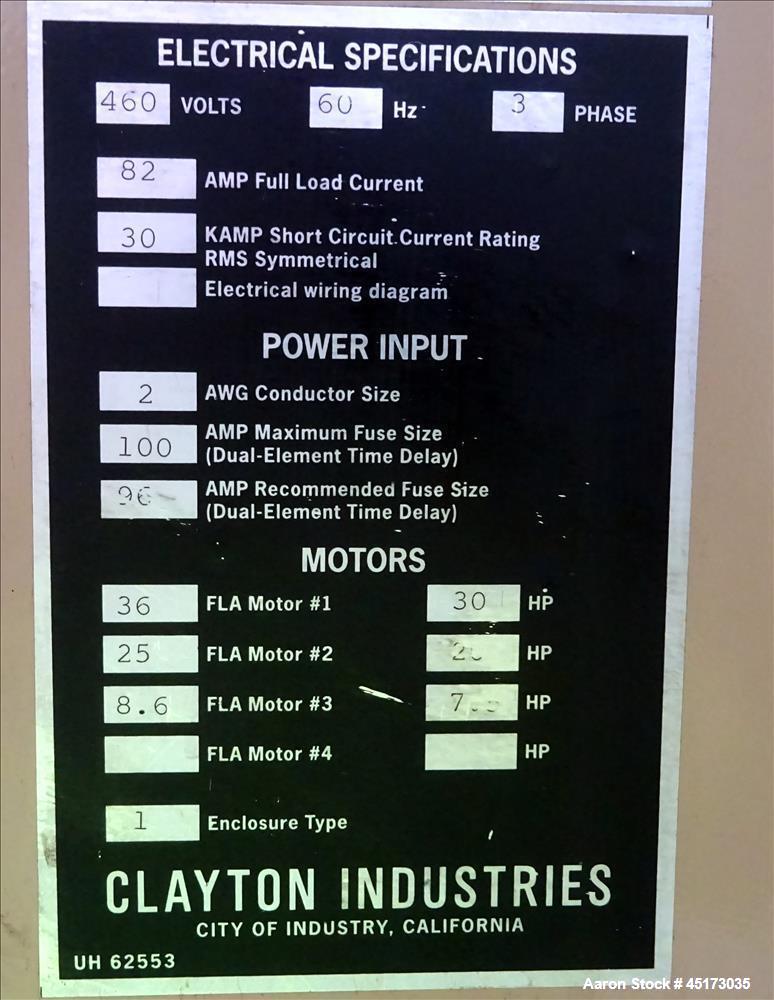 ELECTRICAL SPECIFICATIONS
460 VOLTS 60 Hz 3 PHASE
82 AMP Full Load Current
30 KAMP Short Circuit Current Rating
RMS Symmetrical
Electrical wiring diagram
POWER INPUT
2 AWG Conductor Size
100 AMP Maximum Fuse Size
(Dual-Element Time Delay)
AMP Recommended Fuse Size
(Dual-Element Time Delay)
MOTORS
36 FLA Motor #1 30 HP
25 FLA Motor #2 HP
8.6 FLA Motor #3 HP
FLA Motor #4 HP
1 Enclosure Type
CLAYTON INDUSTRIES
CITY OF INDUSTRY, CALIFORNIA
UH 62553
Aaron Stock # 45173035